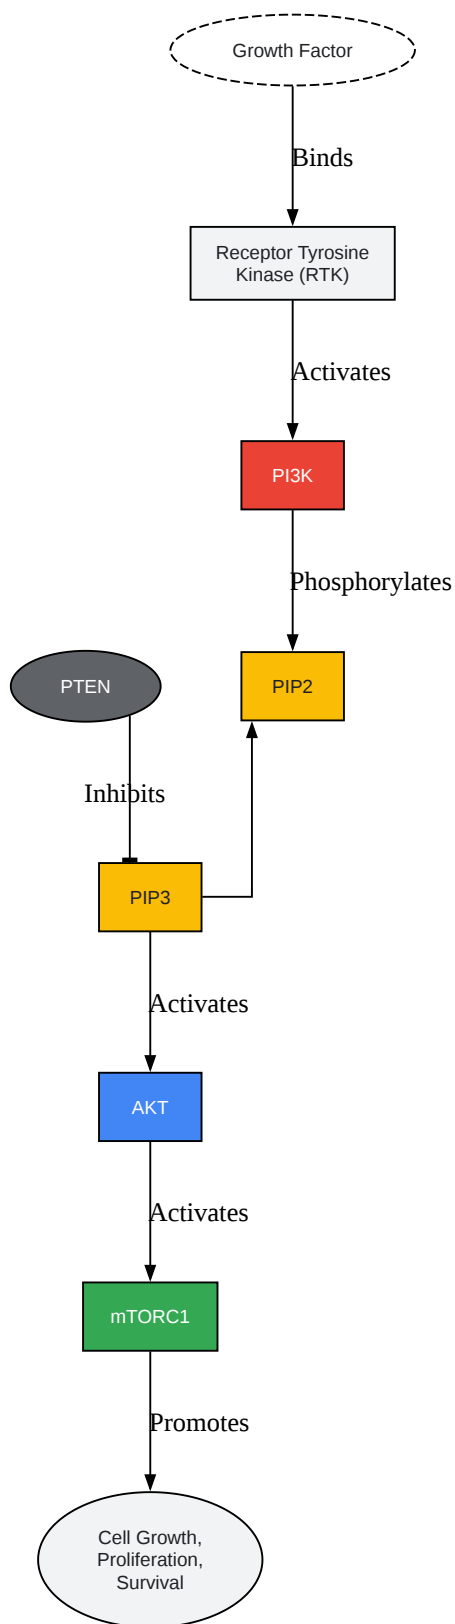 Growth Factor
Binds
Receptor Tyrosine
Kinase (RTK)
Activates
PI3K
Phosphorylates
PTEN
PIP2
Inhibits
PIP3
Activates
AKT
Activates
mTORC1
Promotes
Cell Growth,
Proliferation,
Survival